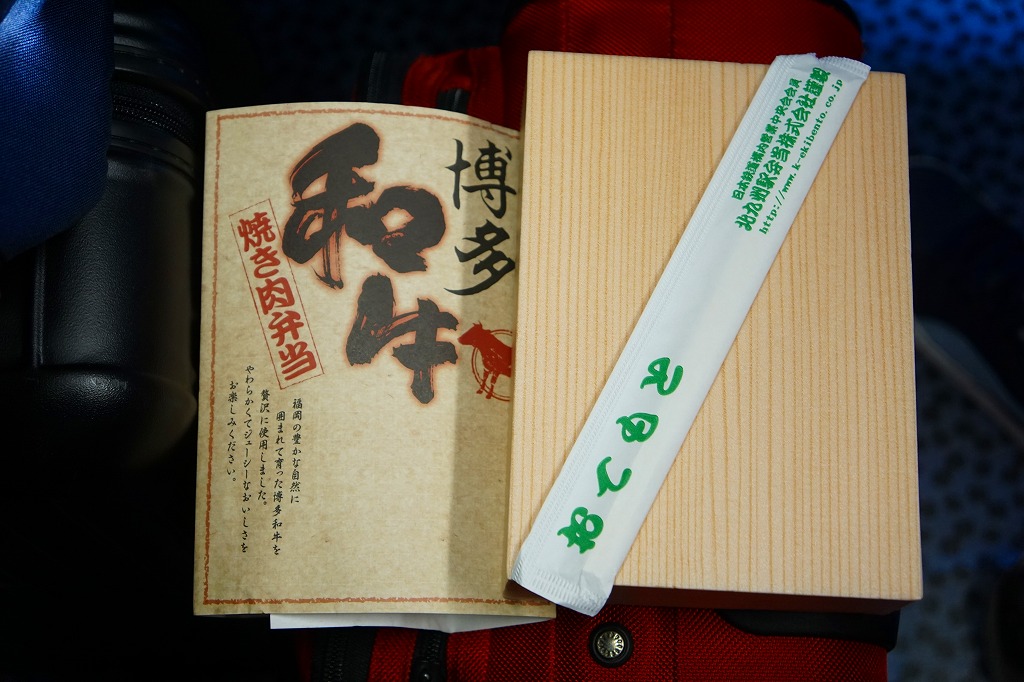 博多
和牛
焼き肉弁当
福岡の豊かな自然に
囲まれて育った博多和牛を
贅沢に使用しました。
やわらかくてジューシーなおいしさを
お楽しみください。
日本鉄道構内営業中央会会員
北九州駅弁当株式会社謹製
http://www.k-ekibento.co.jp
おてもと